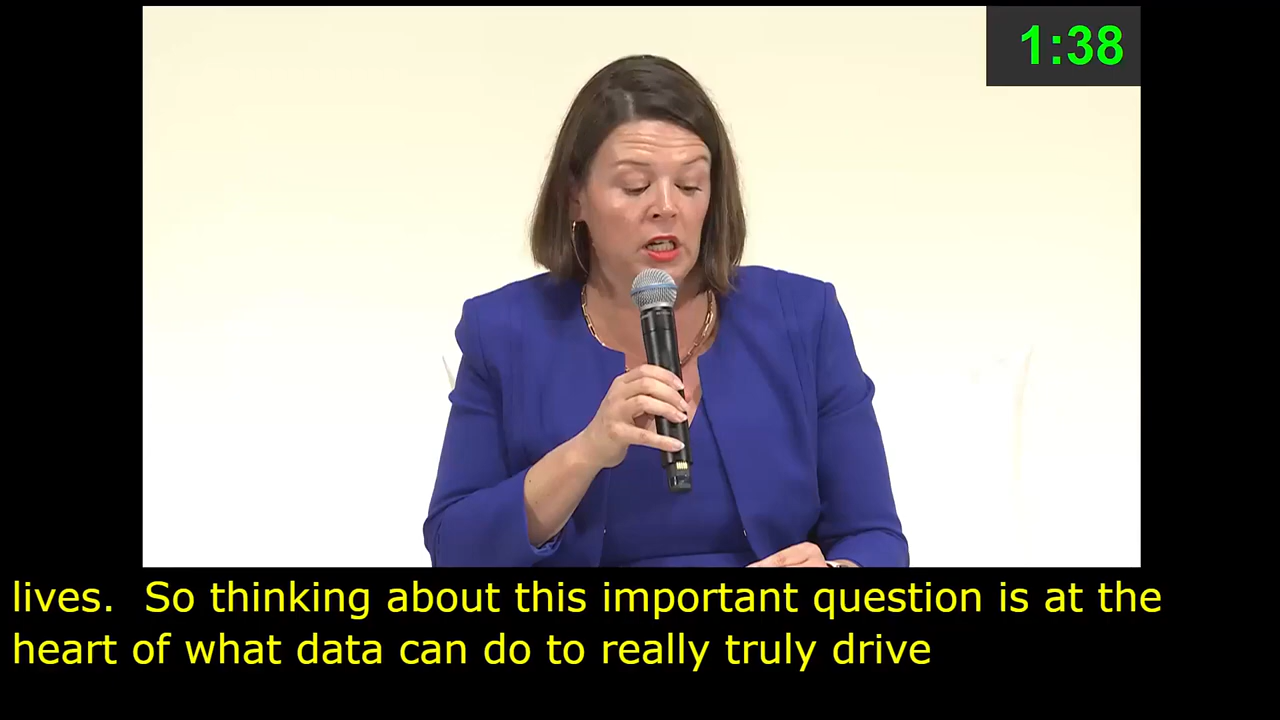 1:38
lives.  So thinking about this important question is at the
heart of what data can do to really truly drive